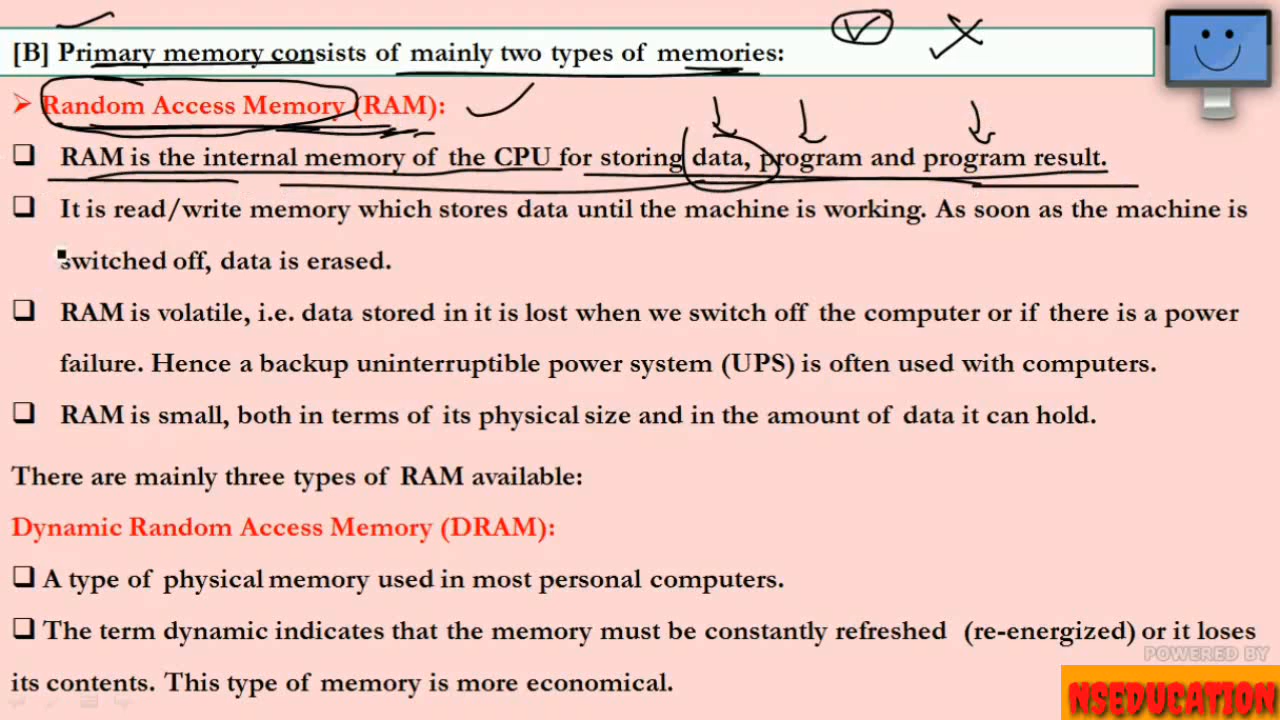 [B] Primary memory consists of mainly two types of memories:
➢ Random Access Memory (RAM):
❑ RAM is the internal memory of the CPU for storing data, program and program result.
❑ It is read/write memory which stores data until the machine is working. As soon as the machine is
switched off, data is erased.
❑ RAM is volatile, i.e. data stored in it is lost when we switch off the computer or if there is a power
failure. Hence a backup uninterruptible power system (UPS) is often used with computers.
❑ RAM is small, both in terms of its physical size and in the amount of data it can hold.
There are mainly three types of RAM available:
Dynamic Random Access Memory (DRAM):
❑ A type of physical memory used in most personal computers.
❑ The term dynamic indicates that the memory must be constantly refreshed (re-energized) or it loses
its contents. This type of memory is more economical.
POWERED BY
NSEDUCATION